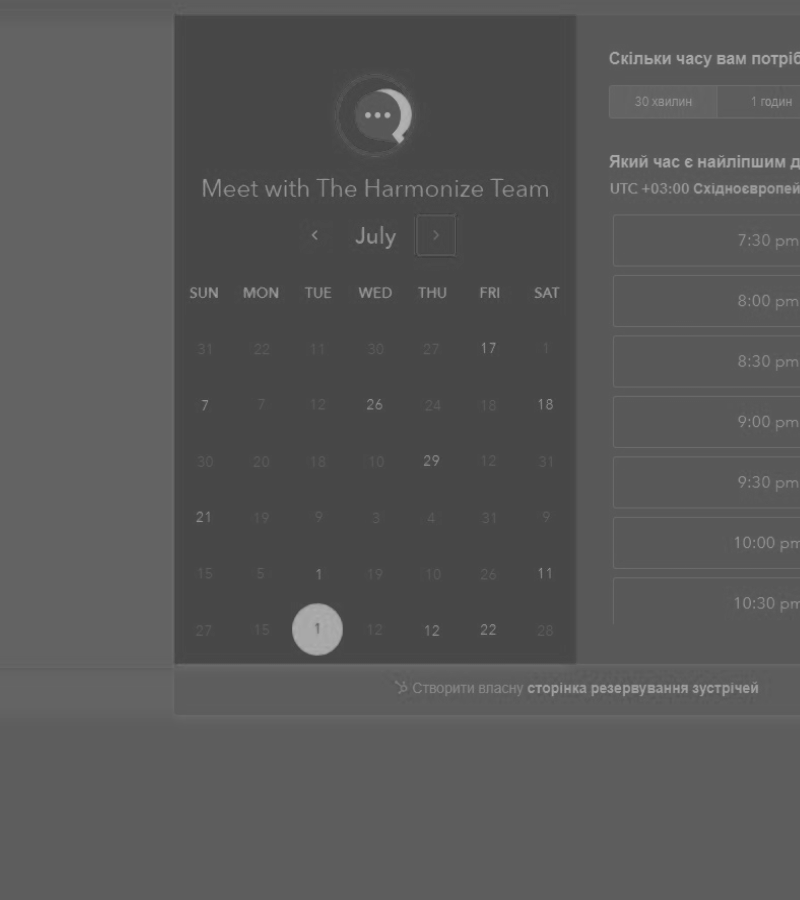 Meet with The Harmonize Team
July
SUN MON TUE WED THU FRI SAT
31 22 11 30 27 17 1
7 7 12 26 24 18 18
30 20 18 10 29 12 31
21 19 9 3 4 31 9
15 5 1 19 10 26 11
27 15 1 12 12 22 28
Скільки часу вам потріб
30 хвилин 1 годин
Який час є найліпшим д
UTC +03:00 Східноєвропей
7:30 pm
8:00 pm
8:30 pm
9:00 pm
9:30 pm
10:00 pm
10:30 pm
Створити власну сторінка резервування зустрічей